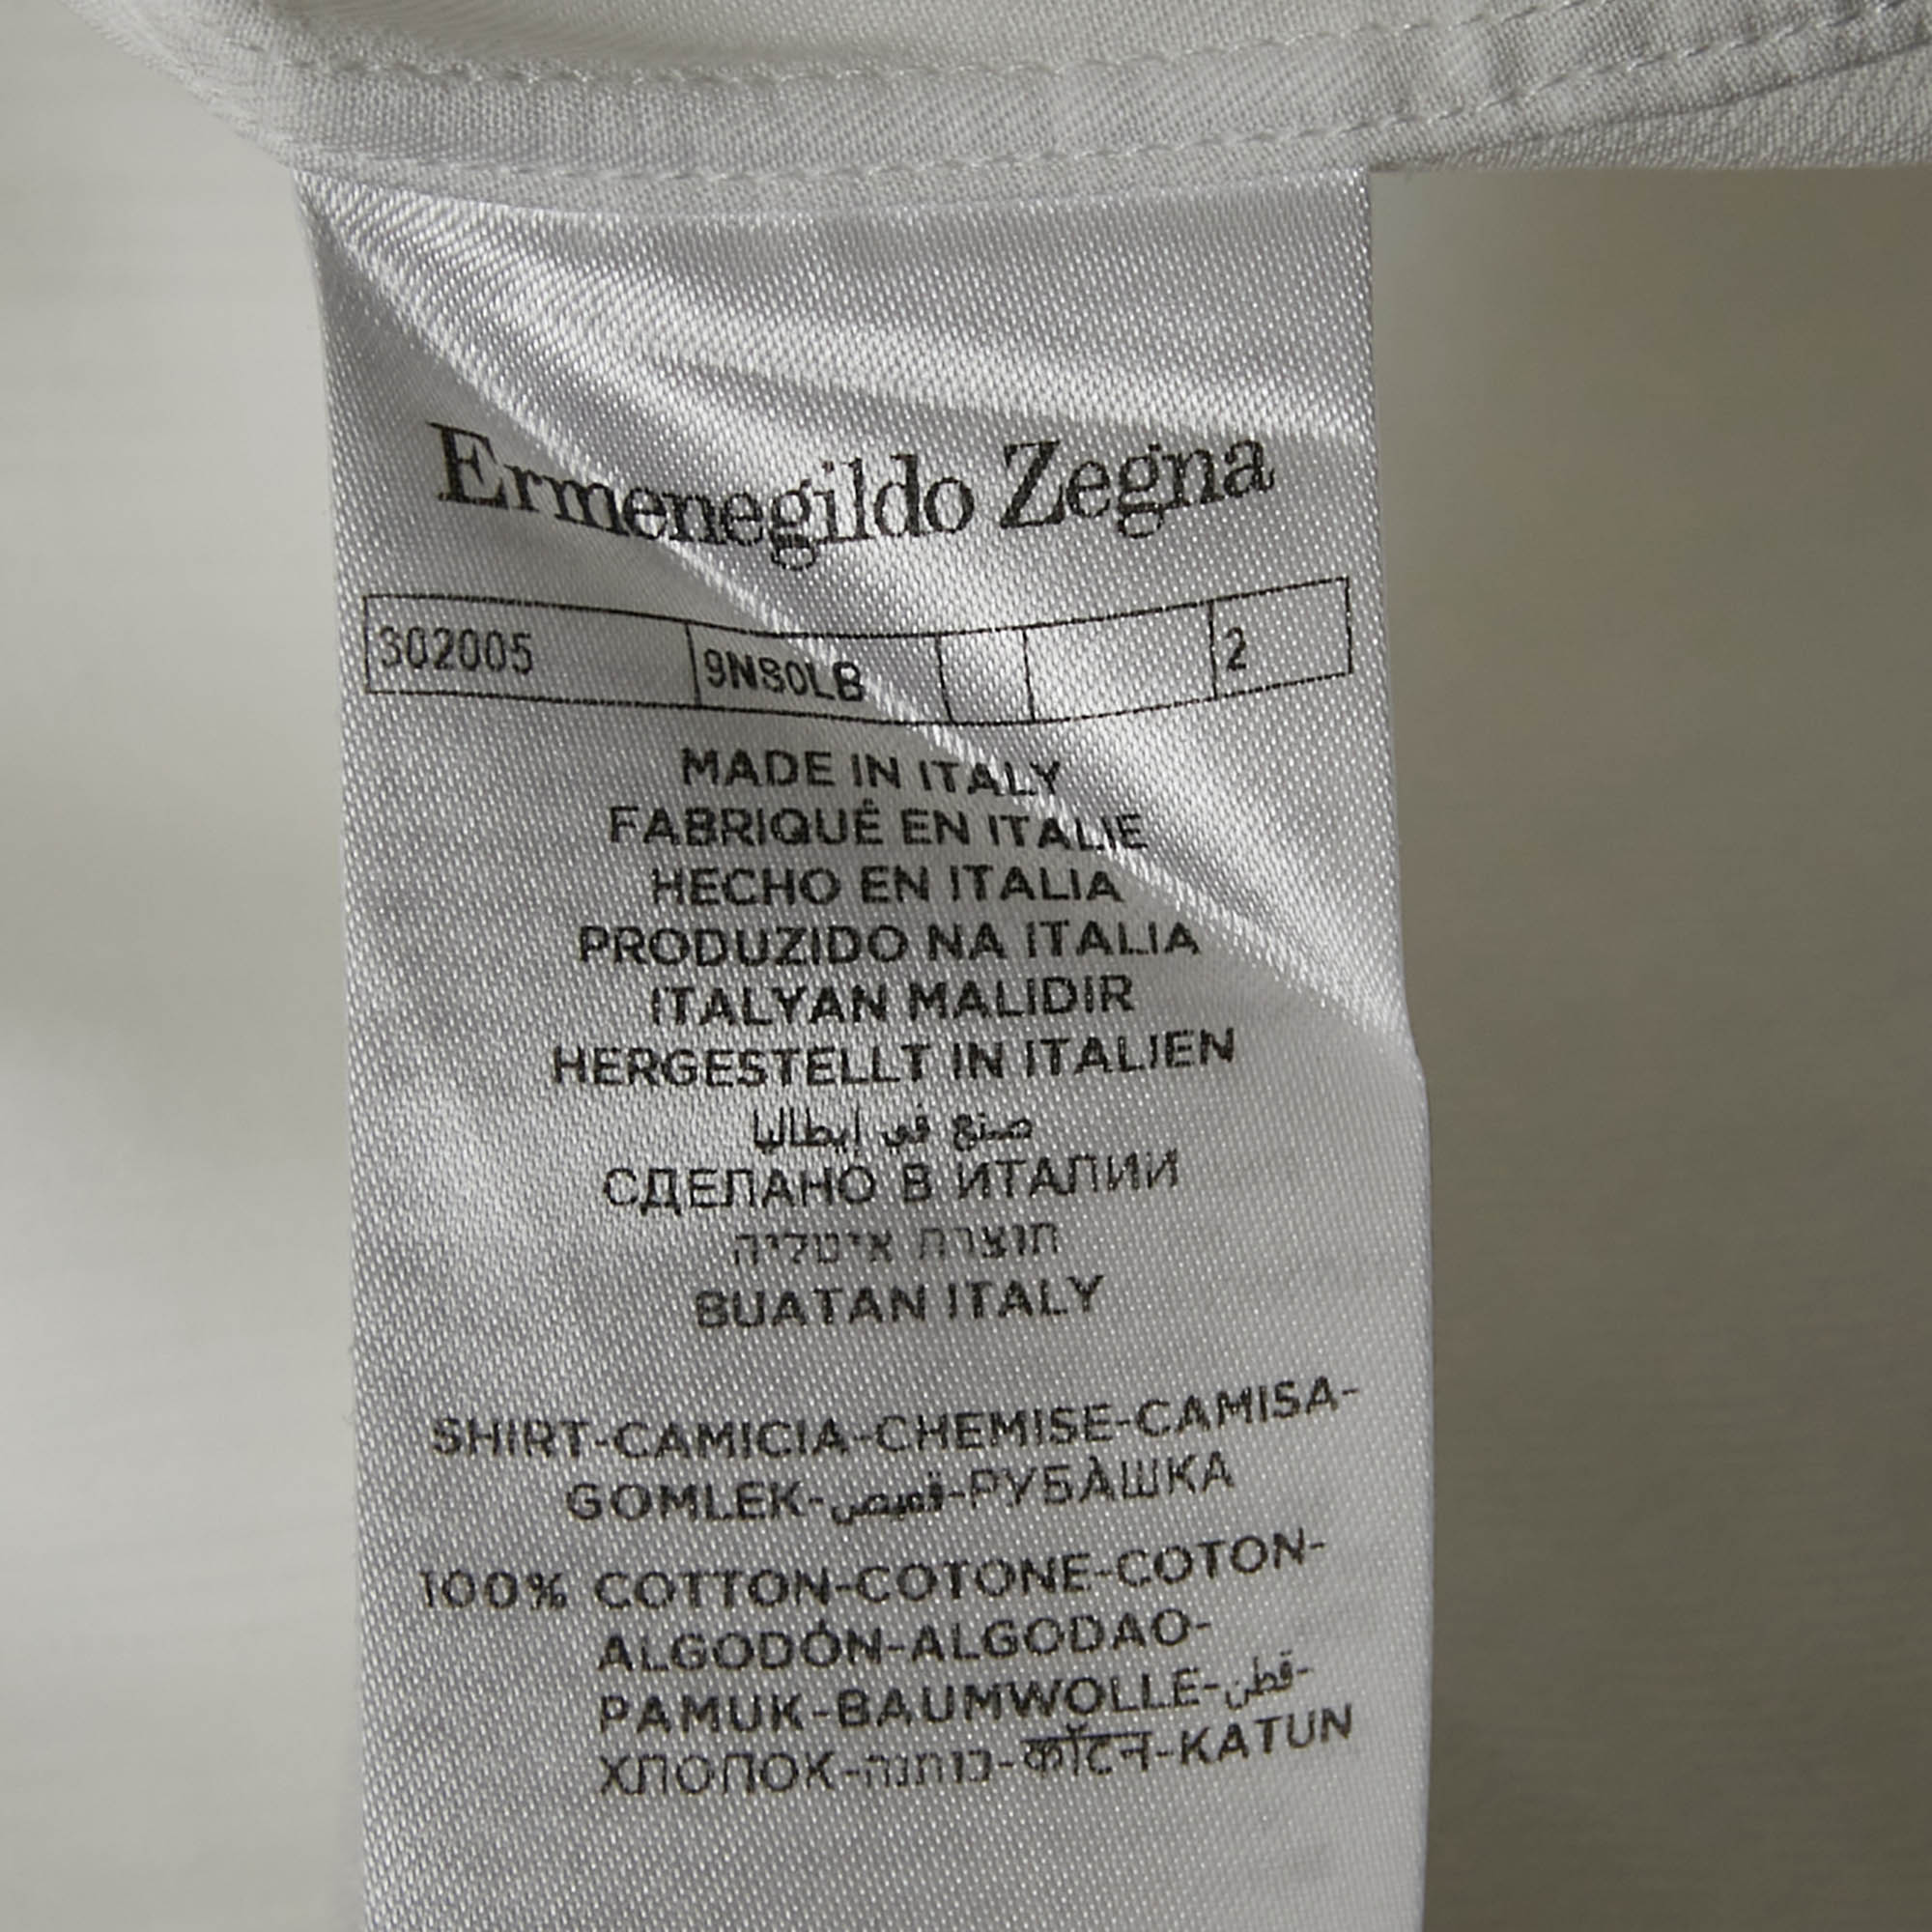 Ermenegildo Zegna
302005 9NS0LB 2
MADE IN ITALY
FABRIQUÉ EN ITALIE
HECHO EN ITALIA
PRODUZIDO NA ITALIA
ITALYAN MALIDIR
HERGESTELLT IN ITALIEN
صنع في ايطاليا
СДЕЛАНО В ИТАЛИИ
תוצרת איטליה
BUATAN ITALY
SHIRT-CAMICIA-CHEMISE-CAMISA-
GOMLEK-قميص-РУБАШКА
100% COTTON-COTONE-COTON-
ALGODÓN-ALGODAO-
PAMUK-BAUMWOLLE-قطن-
ХЛОПОК-כותנה-कॉटन-KATUN